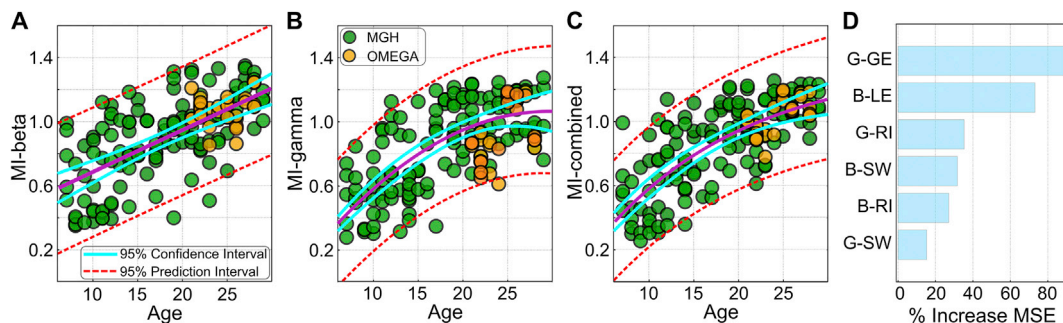 A
MI-beta
1.4
1.0
0.6
0.2
95% Confidence Interval
95% Prediction Interval
10
15
20
25
Age
B
MGH
OMEGA
MI-gamma
1.4
1.0
0.6
0.2
10
15
20
25
Age
C
MI-combined
1.4
1.0
0.6
0.2
10
15
20
25
Age
D
G-GE
B-LE
G-RI
B-SW
B-RI
G-SW
0
20
40
60
80
% Increase MSE